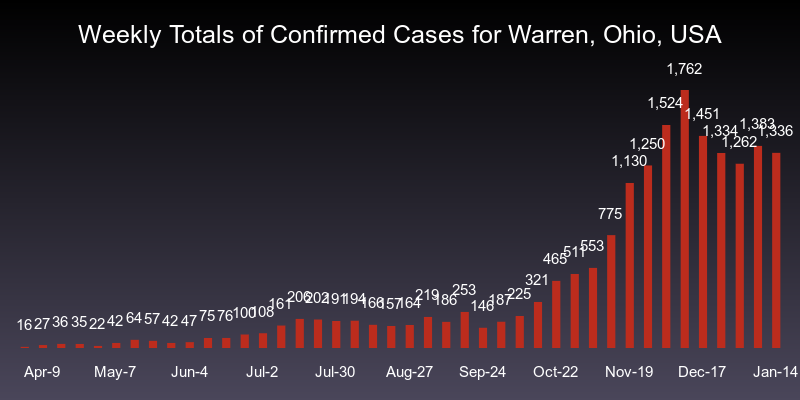 Weekly Totals of Confirmed Cases for Warren, Ohio, USA
16 27 36 35 22 42 64 57 42 47 75 76 100 108 161 206 202 191 194 166 157 164 219 186 253 146 187 225 321 465 511 553 775 1,130 1,250 1,524 1,762 1,451 1,334 1,262 1,383 1,336
Apr-9 May-7 Jun-4 Jul-2 Jul-30 Aug-27 Sep-24 Oct-22 Nov-19 Dec-17 Jan-14